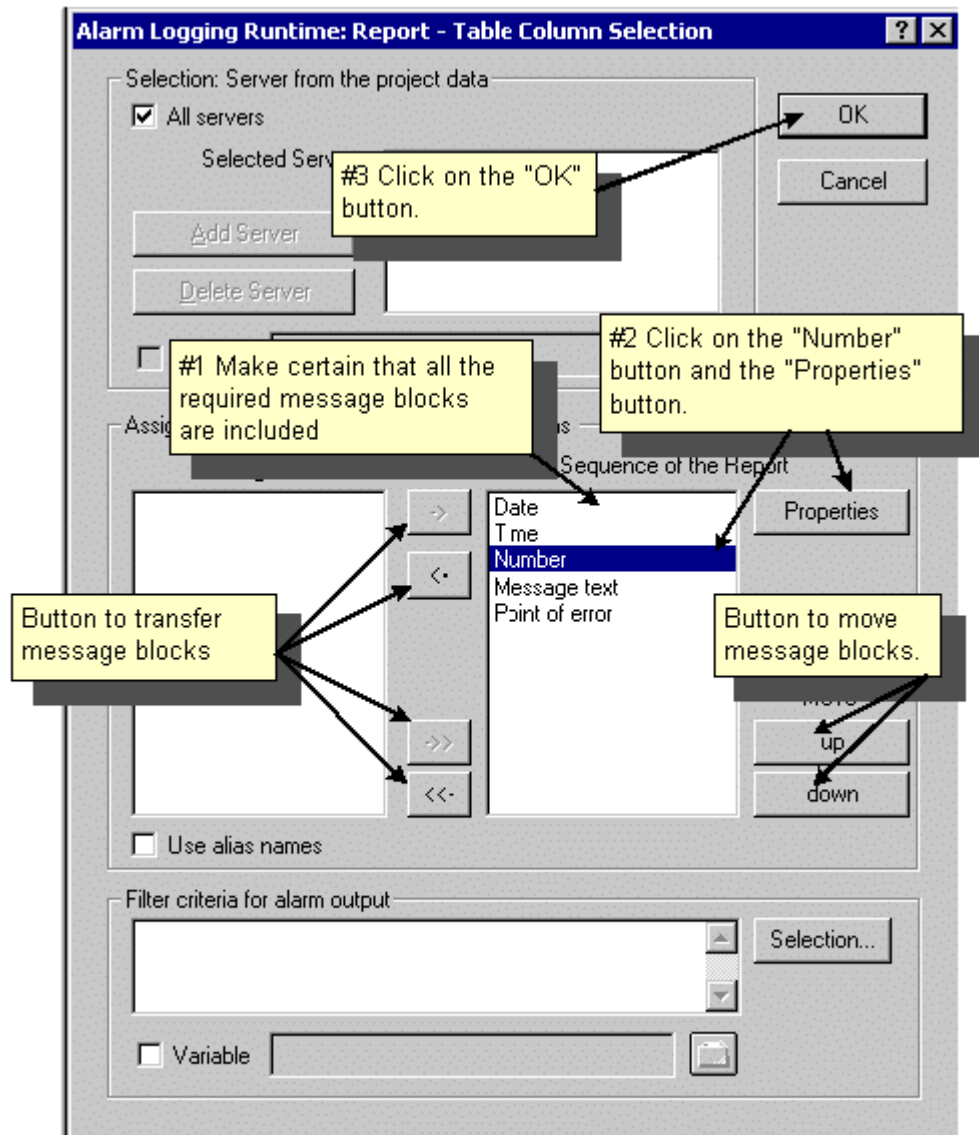 Alarm Logging Runtime: Report - Table Column Selection
Selection: Server from the project data
All servers
OK
Selected Serv
#3 Click on the "OK"
button.
Cancel
Add Server
Delete Server
#2 Click on the "Number"
button and the "Properties"
button.
#1 Make certain that all the
required message blocks
are included
Assig
ns
Sequence of the Report
->
Properties
Date
Time
Number
<-
Message text
Point of error
Button to transfer
message blocks
Button to move
message blocks.
->>
up
<<-
down
Use alias names
Filter criteria for alarm output
Selection...
Variable